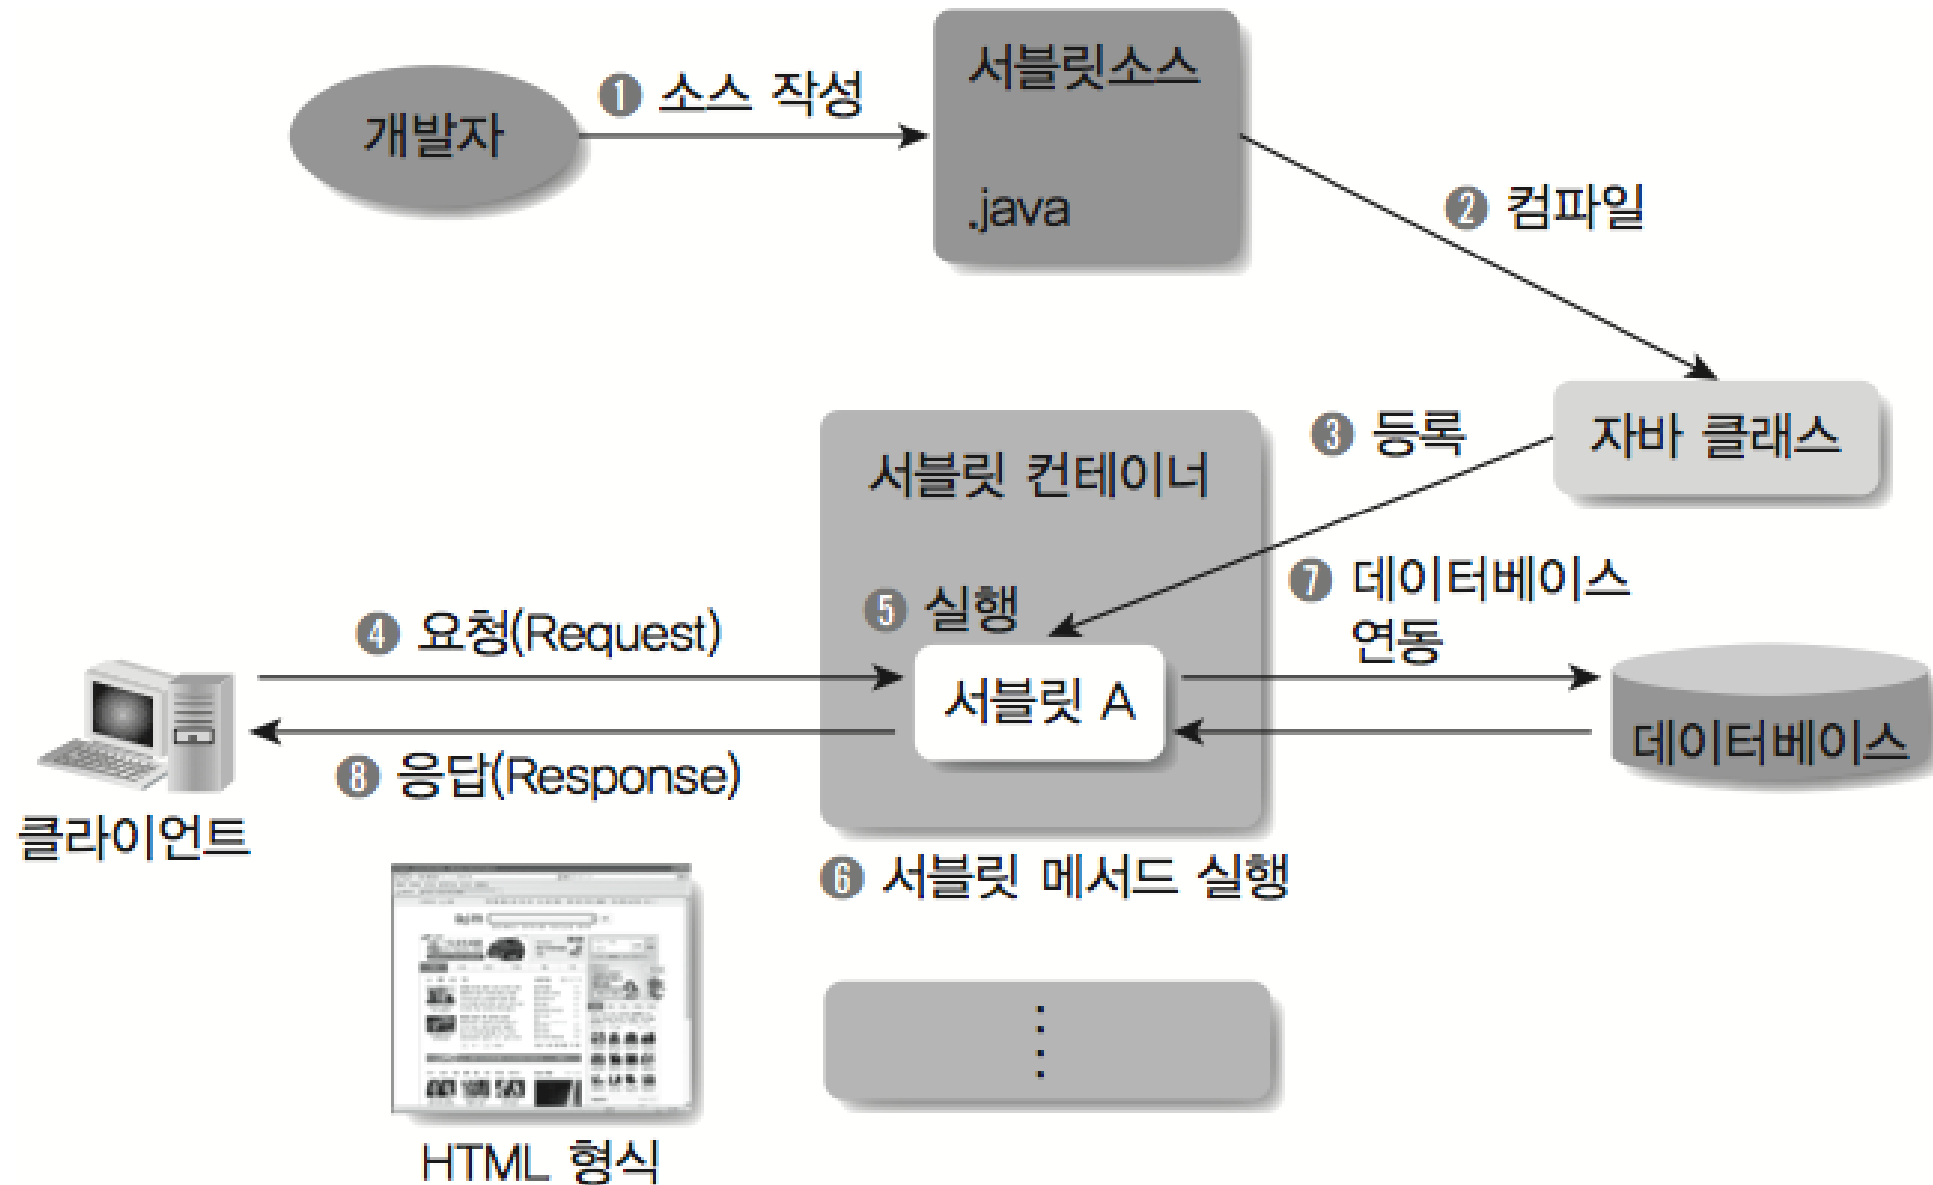 개발자
❶ 소스 작성
서블릿소스
.java
❷ 컴파일
자바 클래스
❸ 등록
서블릿 컨테이너
❹ 요청(Request)
❺ 실행
서블릿 A
❼ 데이터베이스
연동
데이터베이스
❽ 응답(Response)
클라이언트
❻ 서블릿 메서드 실행
HTML 형식